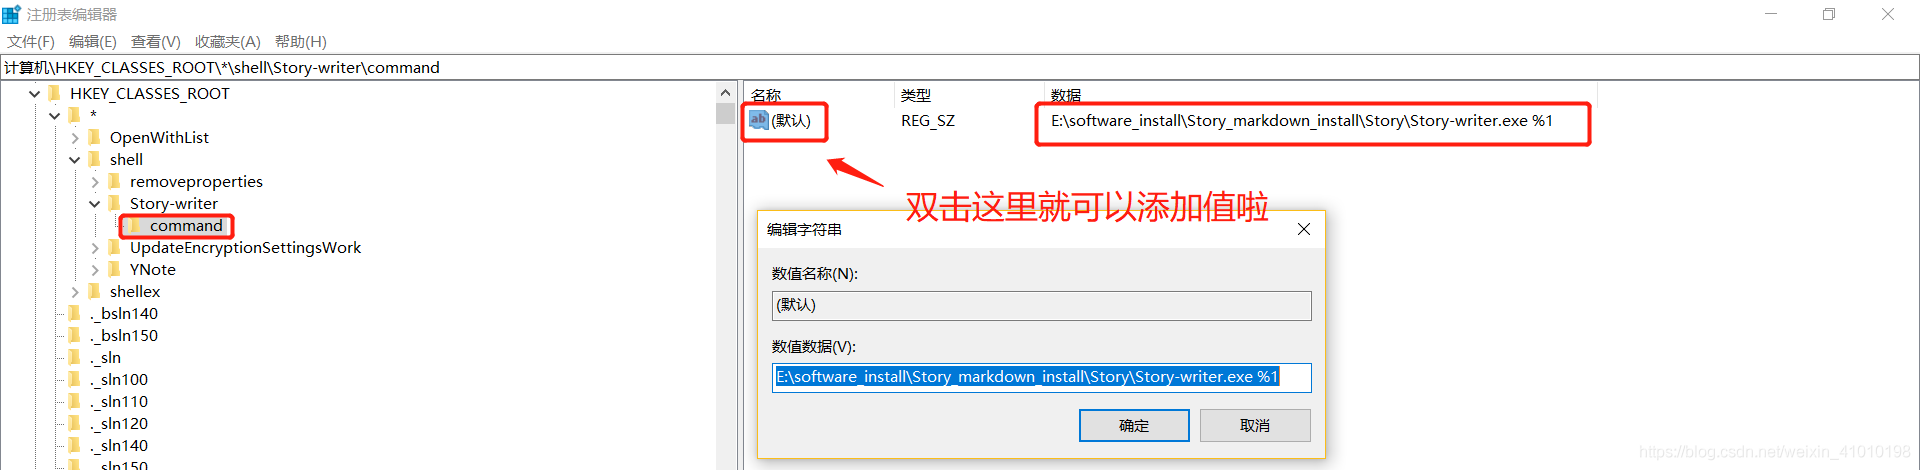 注册表编辑器
文件(F) 编辑(E) 查看(V) 收藏夹(A) 帮助(H)
计算机\HKEY_CLASSES_ROOT\*\shell\Story-writer\command
HKEY_CLASSES_ROOT
*
OpenWithList
shell
removeproperties
Story-writer
command
UpdateEncryptionSettingsWork
YNote
shellex
._bsln140
._bsln150
._sln
._sln100
._sln110
._sln120
._sln140
._sln150
名称 类型 数据
ab (默认) REG_SZ E:\software_install\Story_markdown_install\Story\Story-writer.exe %1
双击这里就可以添加值啦
编辑字符串
数值名称(N):
(默认)
数值数据(V):
E:\software_install\Story_markdown_install\Story\Story-writer.exe %1
确定 取消
https://blog.csdn.net/weixin_41010198